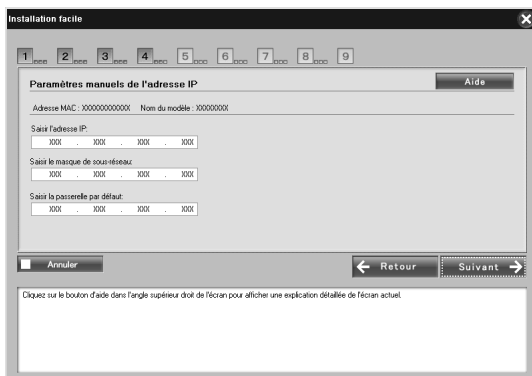 Installation facile
1 2 3 4 5 6 7 8 9
Paramètres manuels de l'adresse IP
Aide
Adresse MAC : XXXXXXXXXXXX Nom du modèle : XXXXXXXX
Saisir l'adresse IP:
XXX . XXX . XXX . XXX
Saisir le masque de sous-réseau:
XXX . XXX . XXX . XXX
Saisir la passerelle par défaut:
XXX . XXX . XXX . XXX
Annuler
Retour
Suivant
Cliquez sur le bouton d'aide dans l'angle supérieur droit de l'écran pour afficher une explication détaillée de l'écran actuel.